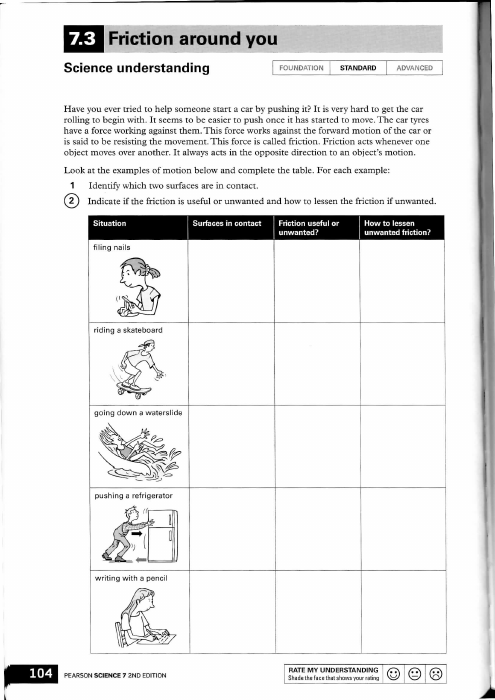 7.3 Friction around you
Science understanding
FOUNDATION STANDARD ADVANCED
Have you ever tried to help someone start a car by pushing it? It is very hard to get the car
rolling to begin with. It seems to be easier to push once it has started to move. The car tyres
have a force working against them. This force works against the forward motion of the car or
is said to be resisting the movement. This force is called friction. Friction acts whenever one
object moves over another. It always acts in the opposite direction to an object's motion.
Look at the examples of motion below and complete the table. For each example:
1 Identify which two surfaces are in contact.
2 Indicate if the friction is useful or unwanted and how to lessen the friction if unwanted.
Situation Surfaces in contact Friction useful or unwanted? How to lessen unwanted friction?
filing nails
riding a skateboard
going down a waterslide
pushing a refrigerator
writing with a pencil
104 PEARSON SCIENCE 7 2ND EDITION
RATE MY UNDERSTANDING
Shade the face that shows your rating